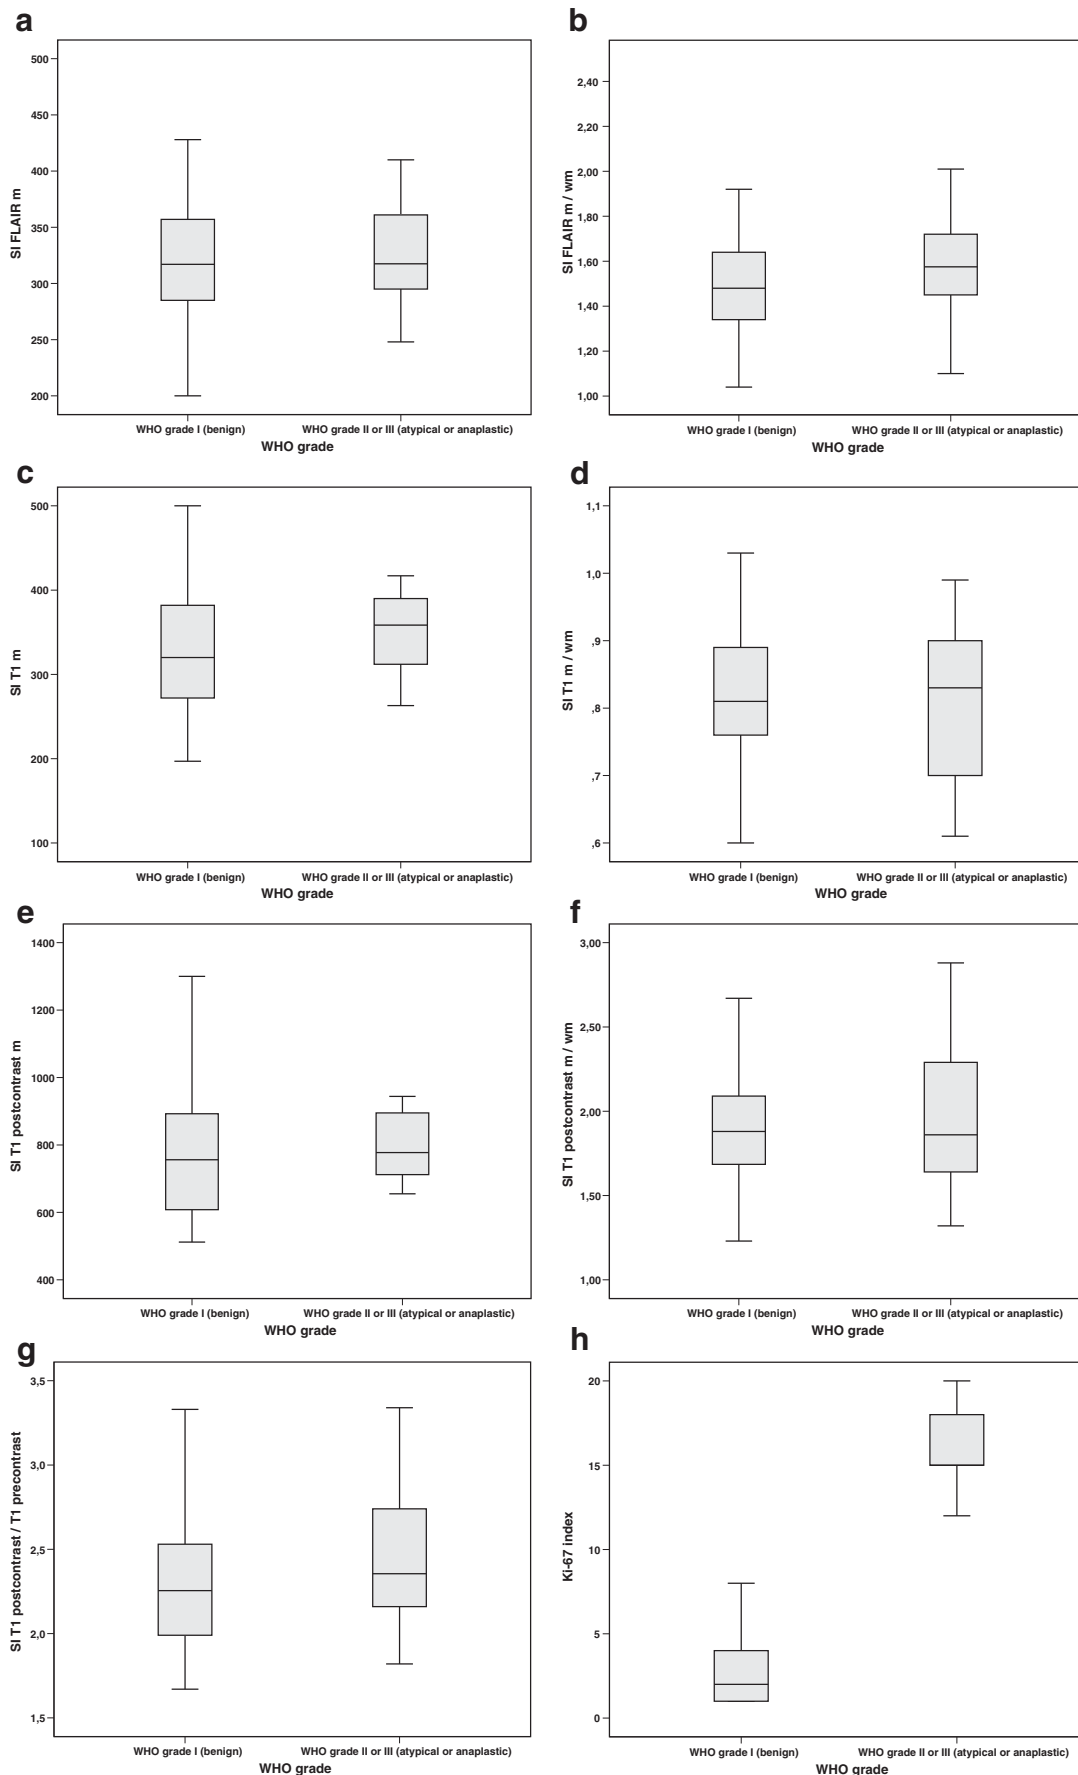 a
SI FLAIR m
500
450
400
350
300
250
200
WHO grade I (benign)
WHO grade II or III (atypical or anaplastic)
WHO grade
b
SI FLAIR m / wm
2,40
2,20
2,00
1,80
1,60
1,40
1,20
1,00
WHO grade I (benign)
WHO grade II or III (atypical or anaplastic)
WHO grade
c
SI T1 m
500
400
300
200
100
WHO grade I (benign)
WHO grade II or III (atypical or anaplastic)
WHO grade
d
SI T1 m / wm
1,1
1,0
,9
,8
,7
,6
WHO grade I (benign)
WHO grade II or III (atypical or anaplastic)
WHO grade
e
SI T1 postcontrast m
1400
1200
1000
800
600
400
WHO grade I (benign)
WHO grade II or III (atypical or anaplastic)
WHO grade
f
SI T1 postcontrast m / wm
3,00
2,50
2,00
1,50
1,00
WHO grade I (benign)
WHO grade II or III (atypical or anaplastic)
WHO grade
g
SI T1 postcontrast / T1 precontrast
3,5
3,0
2,5
2,0
1,5
WHO grade I (benign)
WHO grade II or III (atypical or anaplastic)
WHO grade
h
Ki-67 index
20
15
10
5
0
WHO grade I (benign)
WHO grade II or III (atypical or anaplastic)
WHO grade